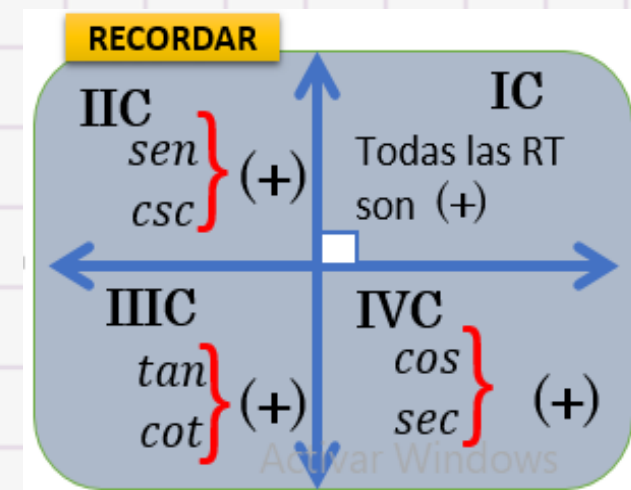 RECORDAR
IIC
sen
csc
(+)
IC
Todas las RT
son (+)
IIIC
tan
cot
(+)
IVC
cos
sec
(+)
Activar Windows